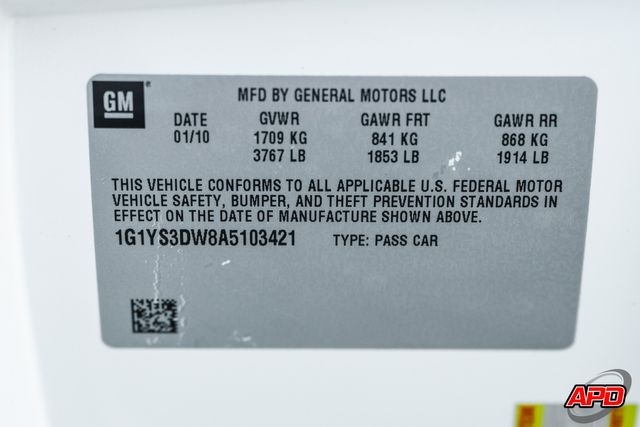 GM
MFD BY GENERAL MOTORS LLC
DATE GVWR GAWR FRT GAWR RR
01/10 1709 KG 841 KG 868 KG
3767 LB 1853 LB 1914 LB
THIS VEHICLE CONFORMS TO ALL APPLICABLE U.S. FEDERAL MOTOR
VEHICLE SAFETY, BUMPER, AND THEFT PREVENTION STANDARDS IN
EFFECT ON THE DATE OF MANUFACTURE SHOWN ABOVE.
1G1YS3DW8A5103421 TYPE: PASS CAR
APD